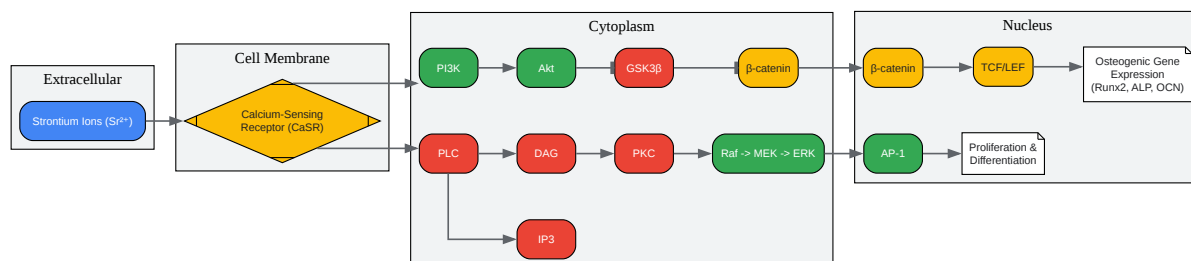 Extracellular
Strontium Ions (Sr²⁺)
Cell Membrane
Calcium-Sensing
Receptor (CaSR)
Cytoplasm
PI3K
Akt
GSK3β
β-catenin
PLC
DAG
PKC
Raf -> MEK -> ERK
IP3
Nucleus
β-catenin
TCF/LEF
Osteogenic Gene
Expression
(Runx2, ALP, OCN)
AP-1
Proliferation &
Differentiation